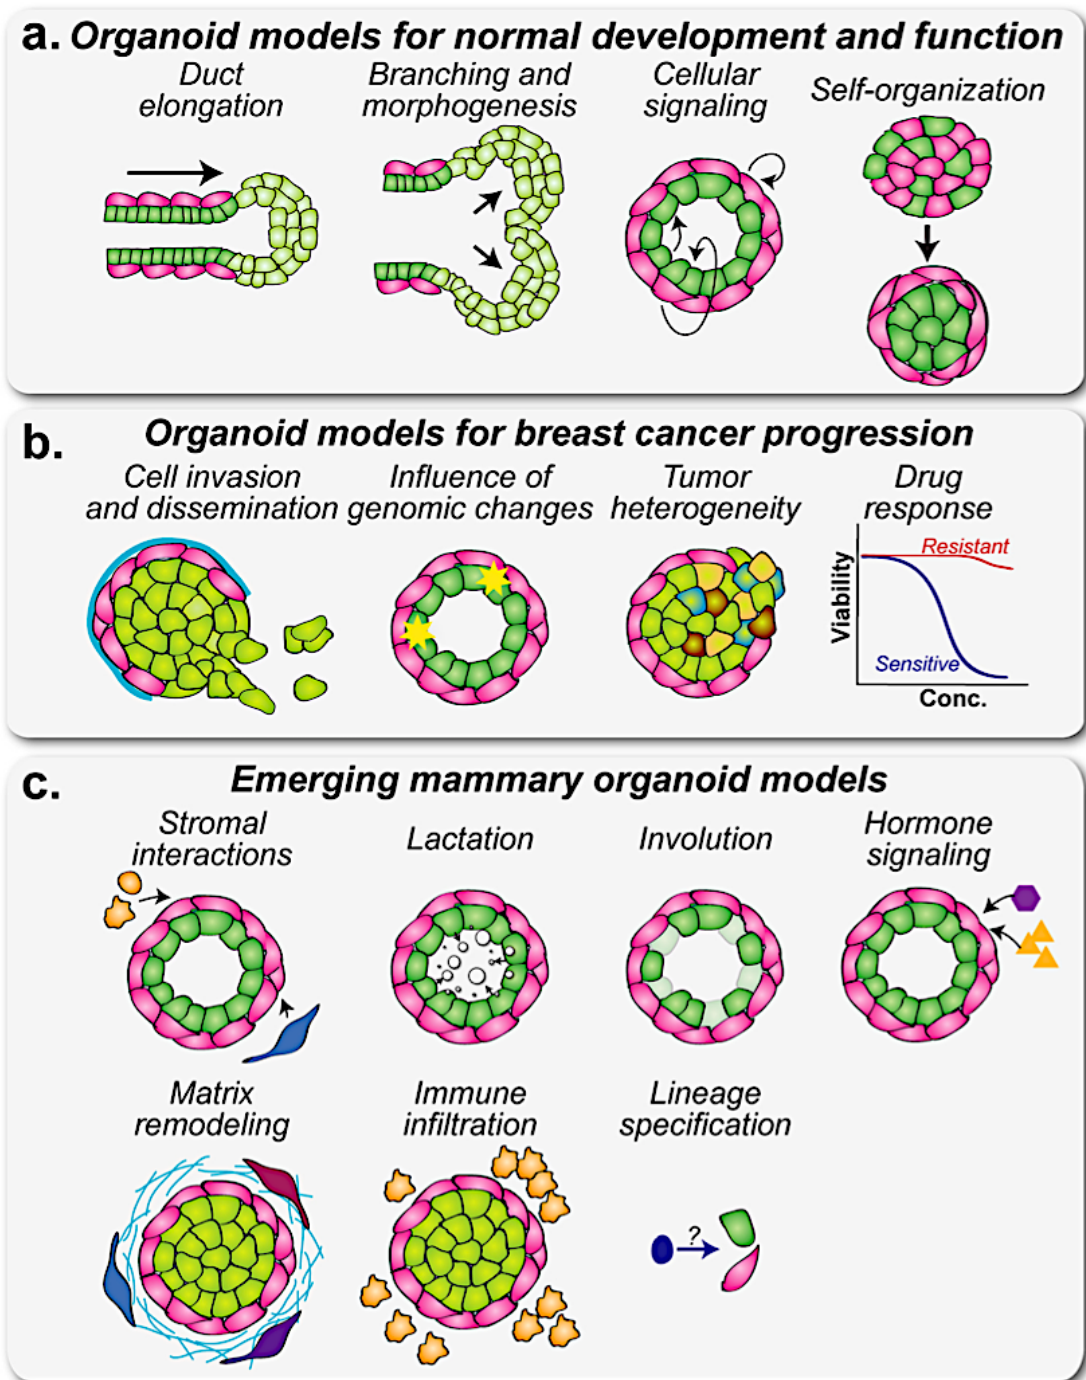 a. Organoid models for normal development and function
Duct
elongation
Branching and
morphogenesis
Cellular
signaling
Self-organization
b. Organoid models for breast cancer progression
Cell invasion
and dissemination
Influence of
genomic changes
Tumor
heterogeneity
Drug
response
Viability
Resistant
Sensitive
Conc.
c. Emerging mammary organoid models
Stromal
interactions
Lactation
Involution
Hormone
signaling
Matrix
remodeling
Immune
infiltration
Lineage
specification
?